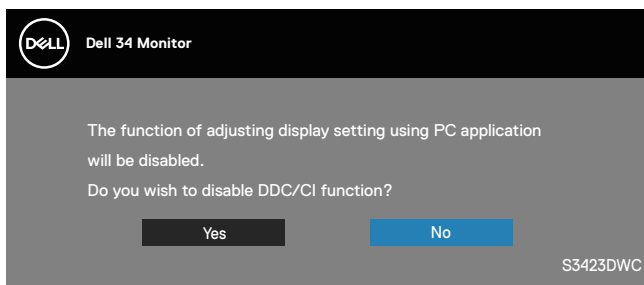 DELL
Dell 34 Monitor
The function of adjusting display setting using PC application
will be disabled.
Do you wish to disable DDC/CI function?
Yes
No
S3423DWC